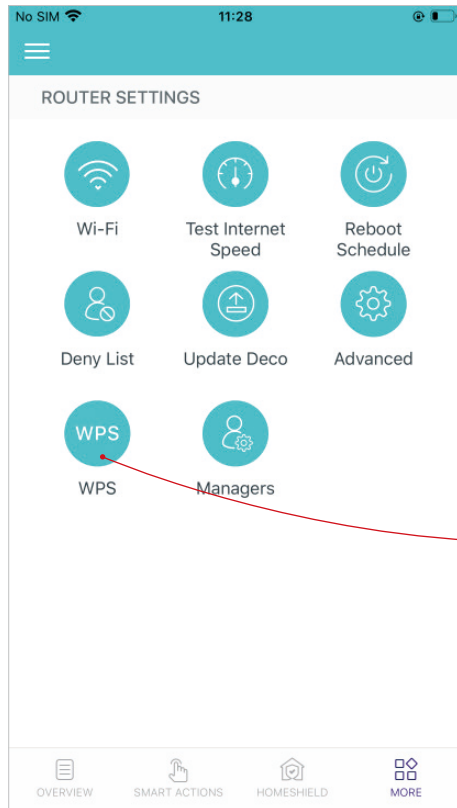 No SIM 11:28
ROUTER SETTINGS
Wi-Fi Test Internet Speed Reboot Schedule
Deny List Update Deco Advanced
WPS
WPS Managers
OVERVIEW SMART ACTIONS HOMESHIELD MORE